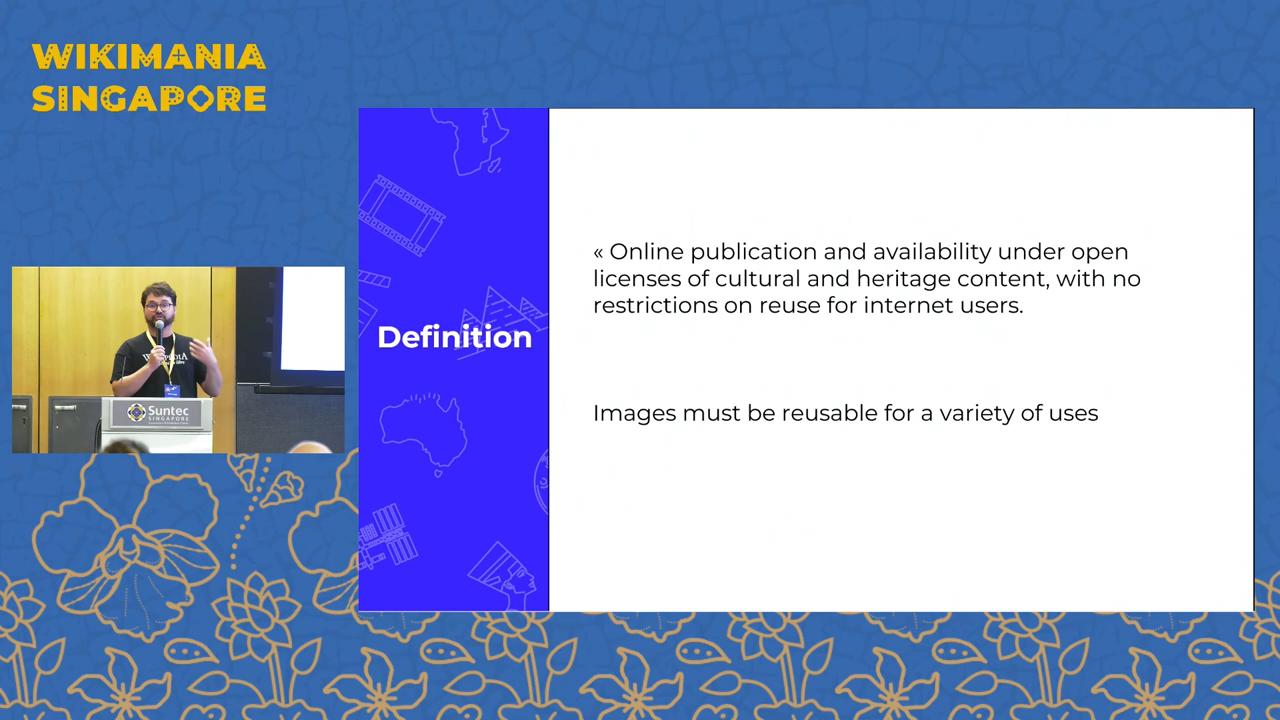 WIKIMANIA
SINGAPORE
« Online publication and availability under open
licenses of cultural and heritage content, with no
restrictions on reuse for internet users.
Definition
Images must be reusable for a variety of uses
WIKIPEDIA
Suntec
SINGAPORE